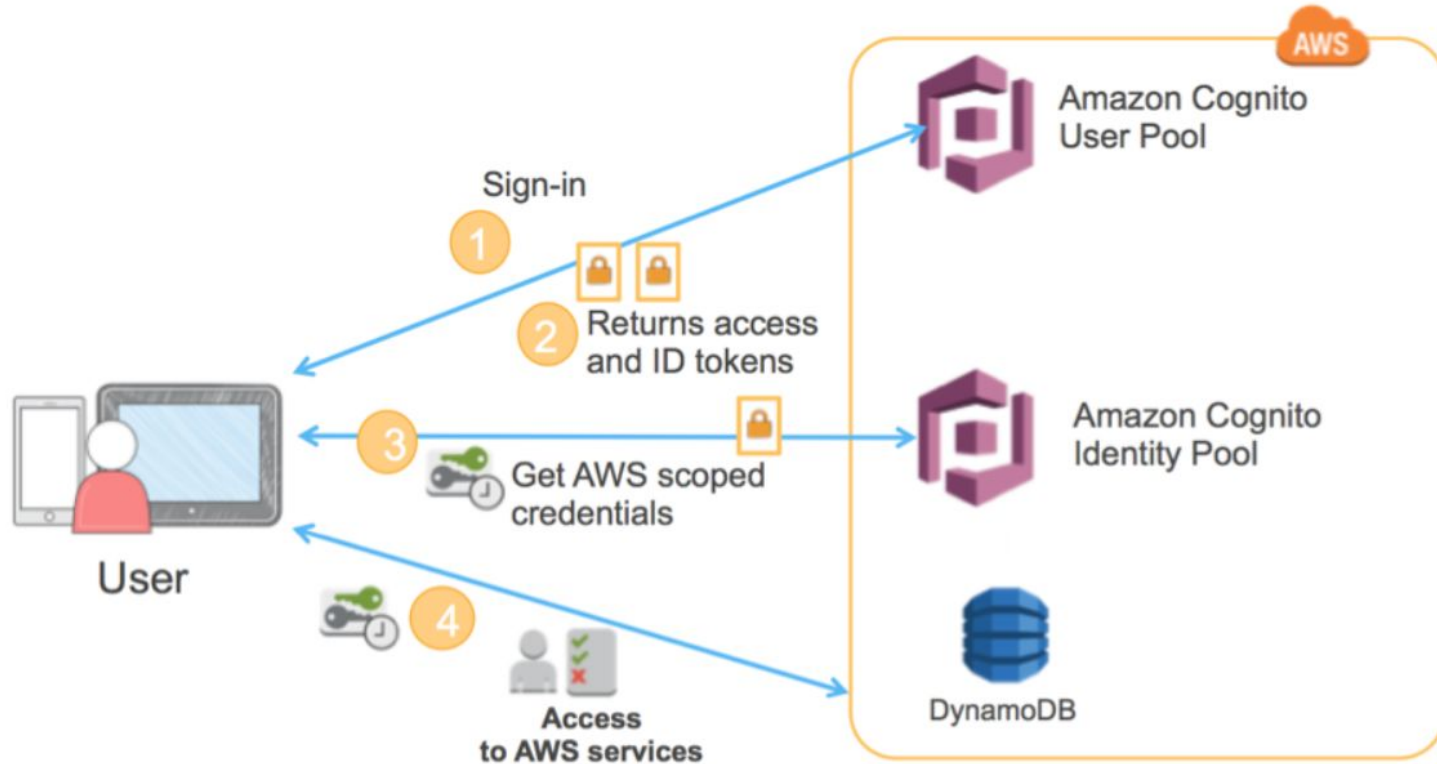 AWS
Amazon Cognito
User Pool
Sign-in
1
2
Returns access
and ID tokens
3
Get AWS scoped
credentials
Amazon Cognito
Identity Pool
User
4
Access
to AWS services
DynamoDB